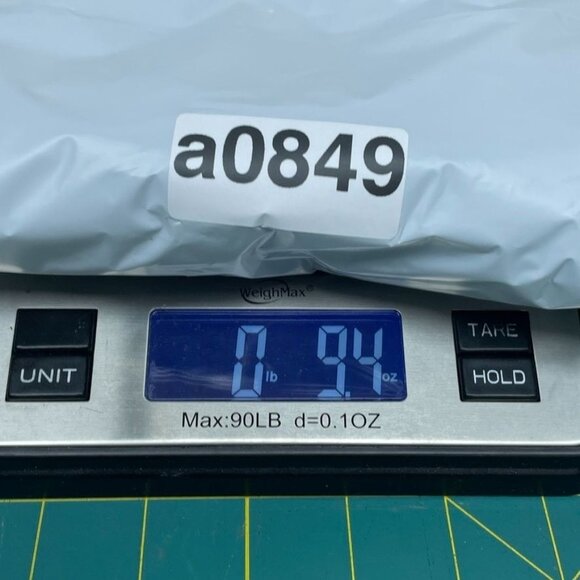 a0849
WeighMax®
0 lb 9.4 oz
TARE
UNIT
HOLD
Max:90LB d=0.1OZ